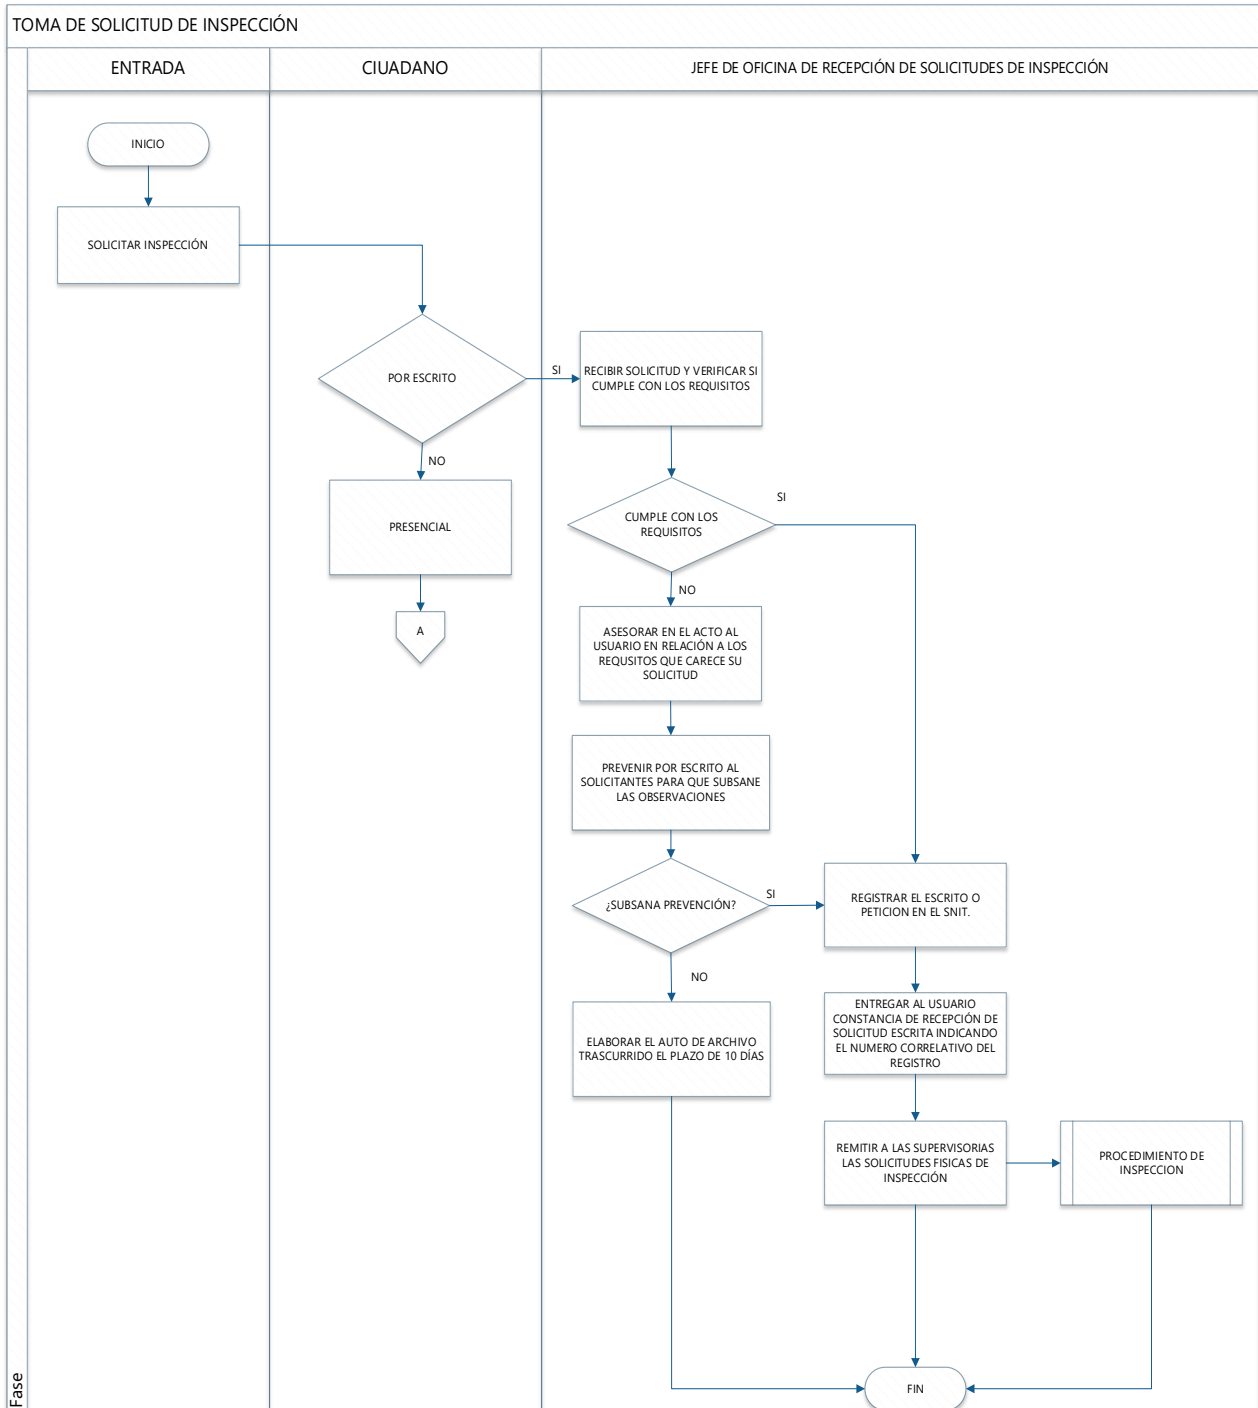 TOMA DE SOLICITUD DE INSPECCIÓN
ENTRADA
CIUADANO
JEFE DE OFICINA DE RECEPCIÓN DE SOLICITUDES DE INSPECCIÓN
INICIO
SOLICITAR INSPECCIÓN
POR ESCRITO
SI
NO
PRESENCIAL
A
RECIBIR SOLICITUD Y VERIFICAR SI
CUMPLE CON LOS REQUISITOS
CUMPLE CON LOS
REQUISITOS
SI
NO
ASESORAR EN EL ACTO AL
USUARIO EN RELACIÓN A LOS
REQUSITOS QUE CARECE SU
SOLICITUD
PREVENIR POR ESCRITO AL
SOLICITANTES PARA QUE SUBSANE
LAS OBSERVACIONES
¿SUBSANA PREVENCIÓN?
SI
NO
REGISTRAR EL ESCRITO O
PETICION EN EL SNIT.
ELABORAR EL AUTO DE ARCHIVO
TRASCURRIDO EL PLAZO DE 10 DÍAS
ENTREGAR AL USUARIO
CONSTANCIA DE RECEPCIÓN DE
SOLICITUD ESCRITA INDICANDO
EL NUMERO CORRELATIVO DEL
REGISTRO
REMITIR A LAS SUPERVISORIAS
LAS SOLICITUDES FISICAS DE
INSPECCIÓN
PROCEDIMIENTO DE
INSPECCION
FIN
Fase